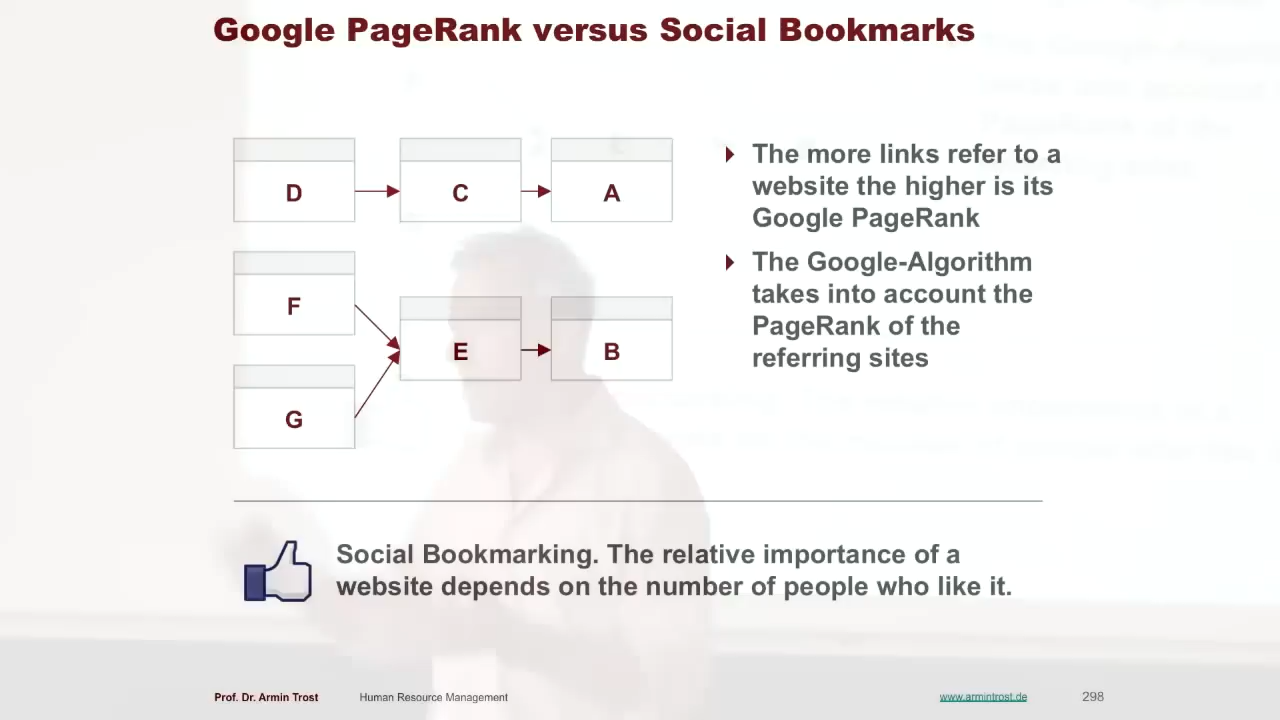 Google PageRank versus Social Bookmarks
D
C
A
F
E
B
G
The more links refer to a
website the higher is its
Google PageRank
The Google-Algorithm
takes into account the
PageRank of the
referring sites
Social Bookmarking. The relative importance of a
website depends on the number of people who like it.
Prof. Dr. Armin Trost
Human Resource Management
www.armintrost.de
298